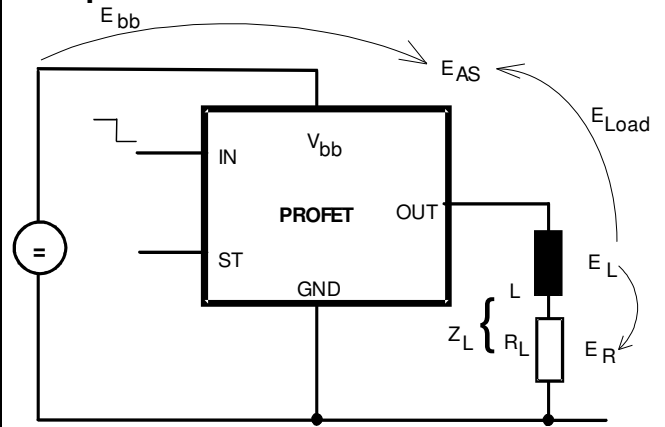 E bb
E AS
E Load
V bb
IN
PROFET
OUT
=
ST
GND
E L
L
Z L { R L
E R